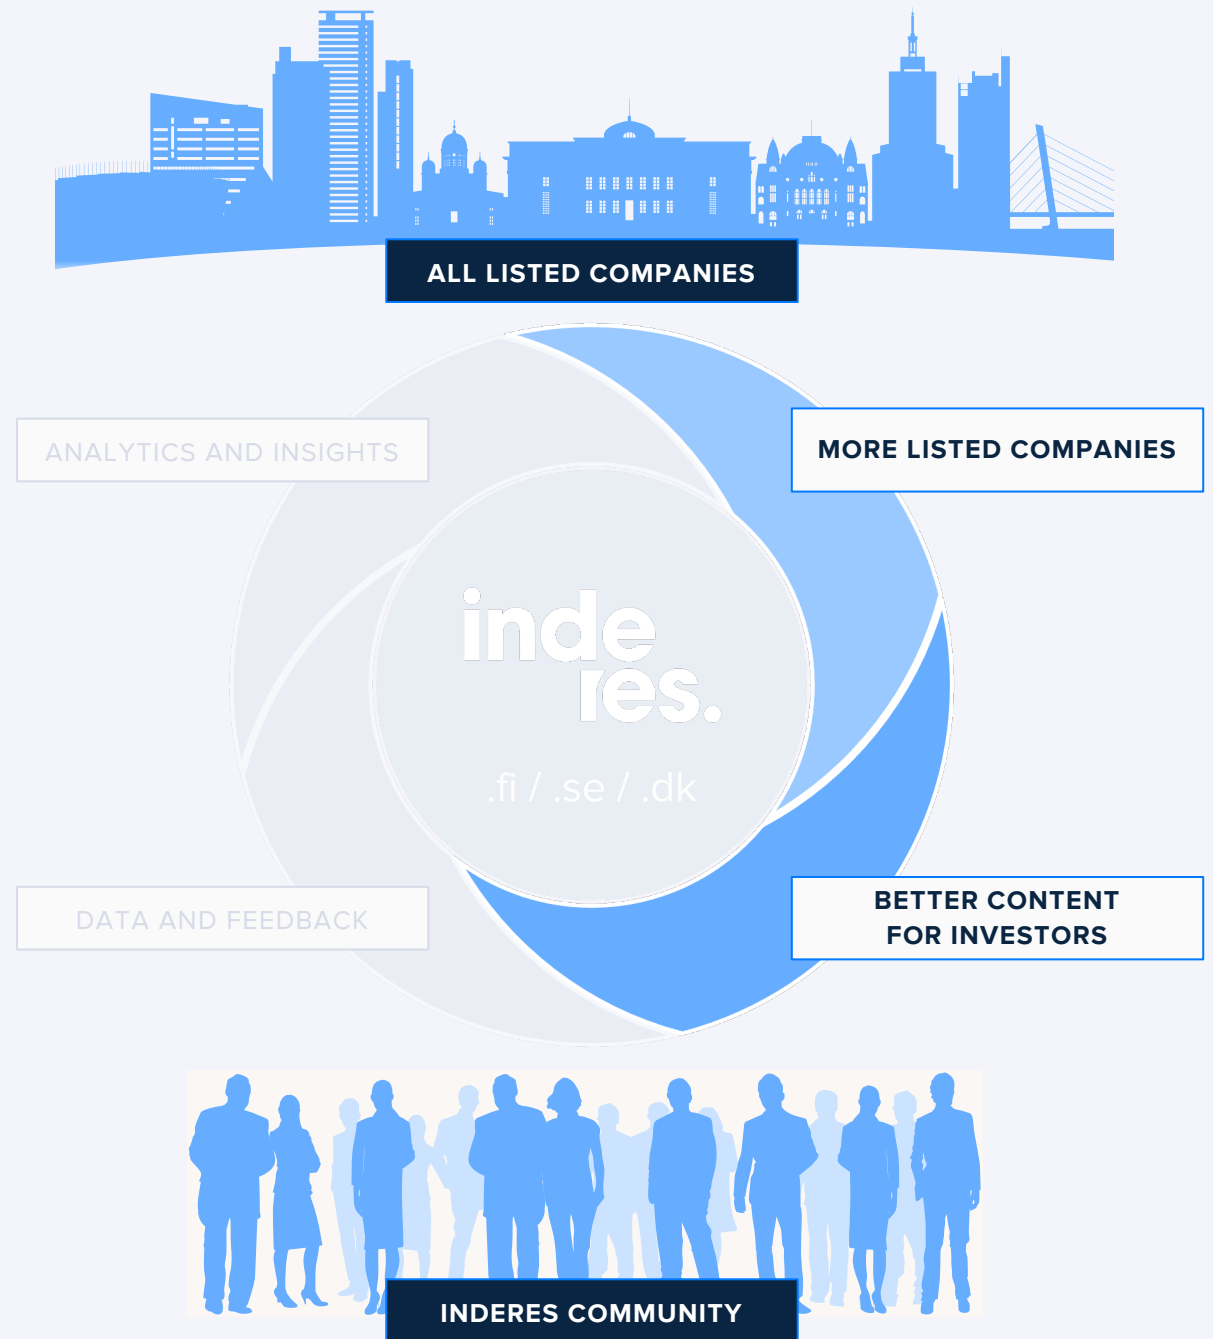 ALL LISTED COMPANIES
ANALYTICS AND INSIGHTS
MORE LISTED COMPANIES
inde
res.
.fi / .se / .dk
DATA AND FEEDBACK
BETTER CONTENT
FOR INVESTORS
INDERES COMMUNITY